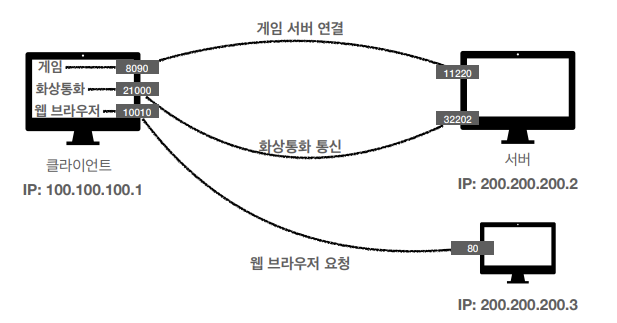 게임 서버 연결
게임 8090
화상통화 21000
웹 브라우저 10010
11220
32202
화상통화 통신
클라이언트
IP: 100.100.100.1
서버
IP: 200.200.200.2
80
웹 브라우저 요청
IP: 200.200.200.3